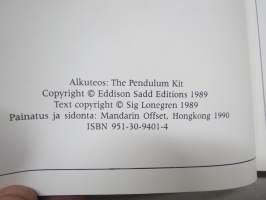 Alkuteos: The Pendulum Kit
Copyright © Eddison Sadd Editions 1989
Text copyright © Sig Lonegren 1989
Painatus ja sidonta: Mandarin Offset, Hongkong 1990
ISBN 951-30-9401-4